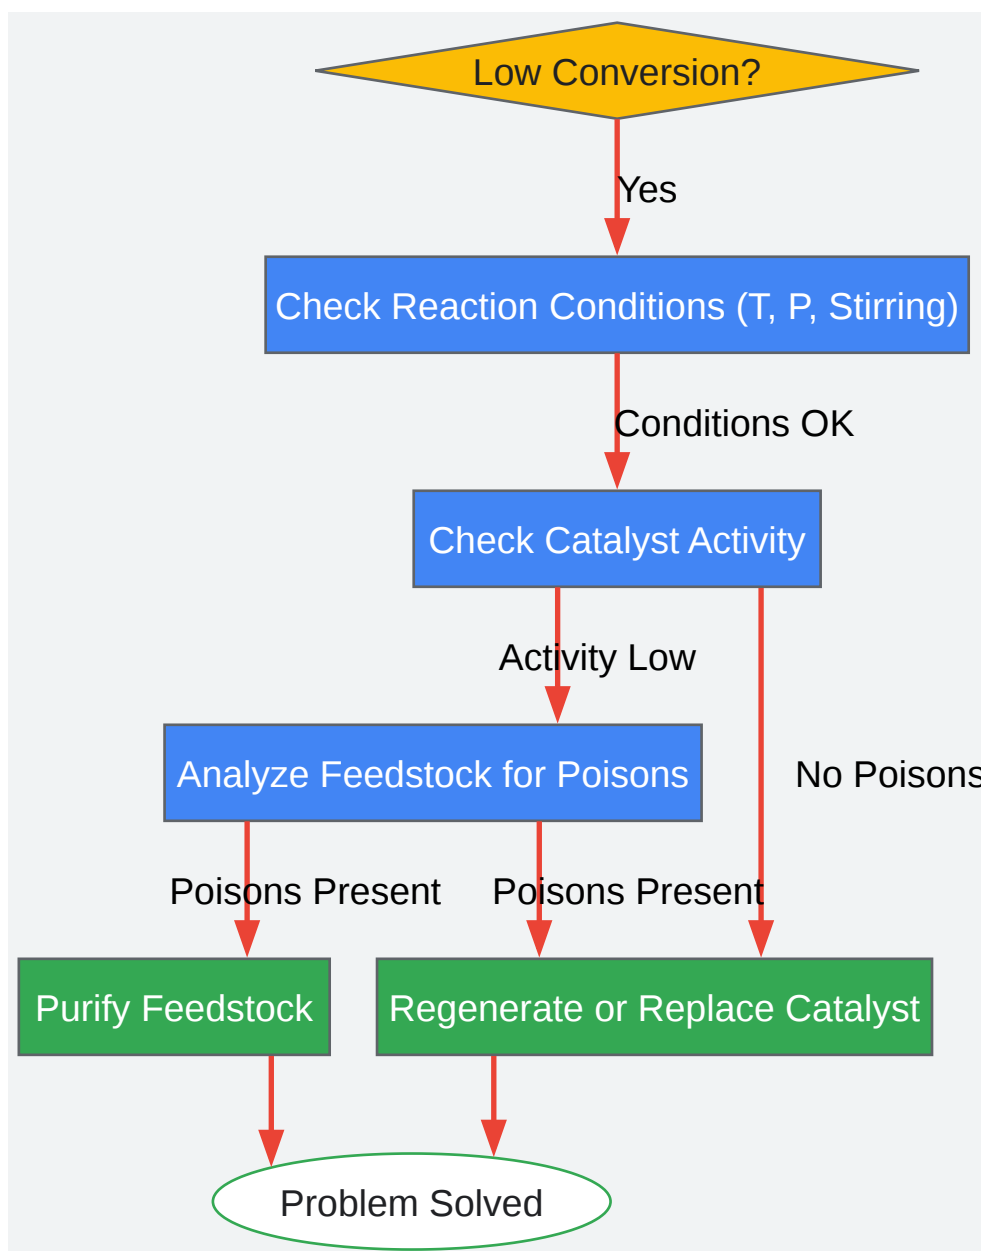 Low Conversion?
Yes
Check Reaction Conditions (T, P, Stirring)
Conditions OK
Check Catalyst Activity
Activity Low
Analyze Feedstock for Poisons
No Poisons
Poisons Present
Poisons Present
Purify Feedstock
Regenerate or Replace Catalyst
Problem Solved